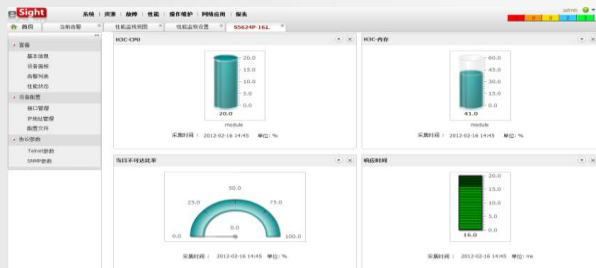 Sight
系统 | 资源 | 故障 | 性能 | 操作维护 | 网络应用 | 报表
admin
首页
当前告警
性能监视视图
性能监视设置
S5624P-161.
查看
基本信息
设备面板
告警列表
性能状态
设备配置
接口管理
IP地址管理
配置文件
协议参数
Telnet参数
SNMP参数
H3C-CPU
20.0
15.0
10.0
5.0
0.0
20.0
module
采集时间： 2012-02-16 14:45 单位: %
H3C-内存
60.0
45.0
30.0
15.0
0.0
41.0
module
采集时间： 2012-02-16 14:45 单位: %
当日不可达比率
50.0
25.0
75.0
0.0
0.0
100.0
采集时间： 2012-02-16 14:45 单位: %
响应时间
20.0
15.0
10.0
5.0
0.0
16.0
采集时间： 2012-02-16 14:45 单位: ms